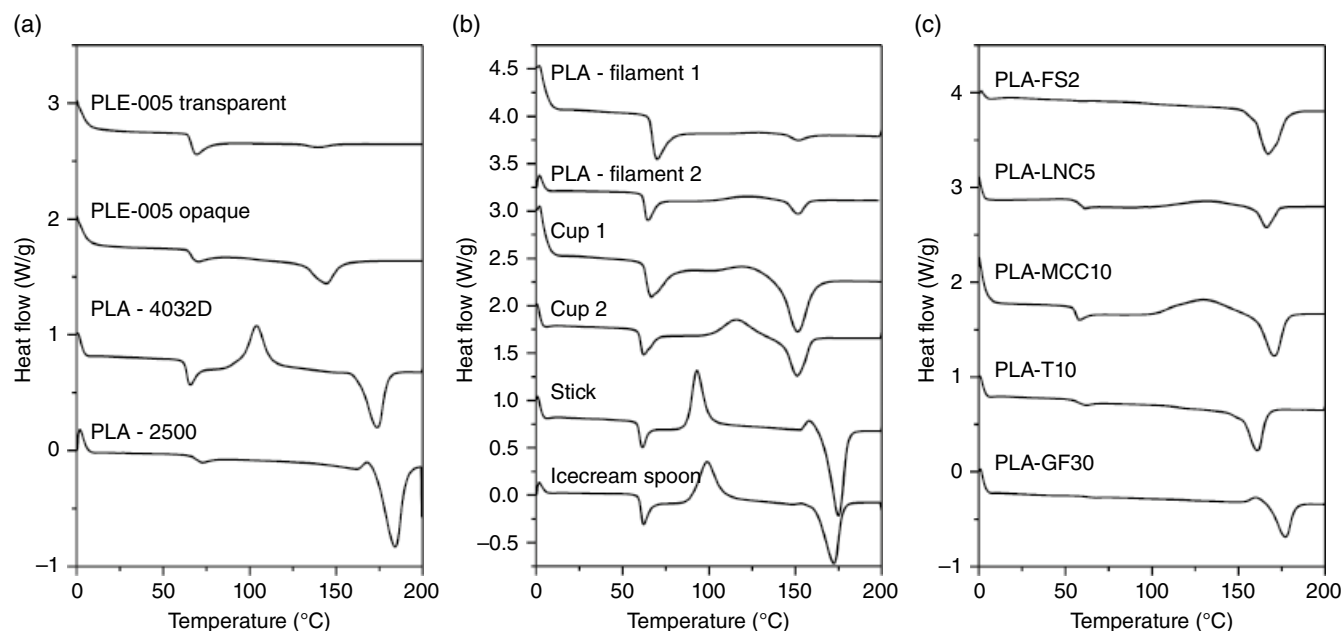 (a)
3
2
1
0
−1
PLE-005 transparent
PLE-005 opaque
PLA - 4032D
PLA - 2500
Heat flow (W/g)
0
50
100
150
200
Temperature (°C)
(b)
4.5
4.0
3.5
3.0
2.5
2.0
1.5
1.0
0.5
0.0
−0.5
PLA - filament 1
PLA - filament 2
Cup 1
Cup 2
Stick
Icecream spoon
Heat flow (W/g)
0
50
100
150
200
Temperature (°C)
(c)
4
3
2
1
0
−1
PLA-FS2
PLA-LNC5
PLA-MCC10
PLA-T10
PLA-GF30
Heat flow (W/g)
0
50
100
150
200
Temperature (°C)